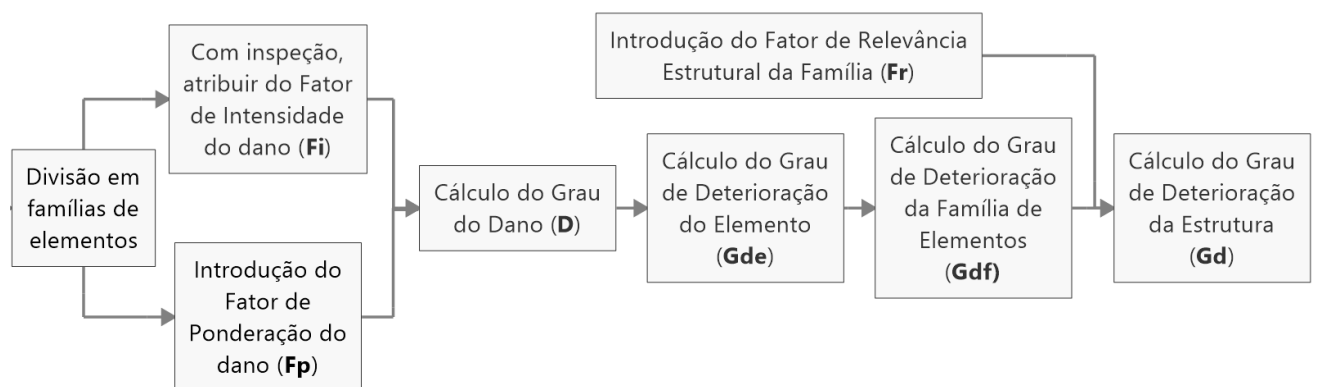 Divisão em
famílias de
elementos
Com inspeção,
atribuir do Fator
de Intensidade
do dano (Fi)
Introdução do
Fator de
Ponderação do
dano (Fp)
Cálculo do Grau
do Dano (D)
Cálculo do Grau
de Deterioração
do Elemento
(Gde)
Cálculo do Grau
de Deterioração
da Família de
Elementos
(Gdf)
Introdução do Fator de Relevância
Estrutural da Família (Fr)
Cálculo do Grau
de Deterioração
da Estrutura
(Gd)